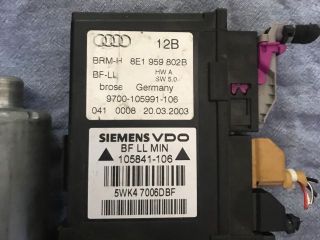 12B
BRM-H 8E1 959 802B
BF-LL HW A
SW 5.0
brose Germany
9700-105991-106
041 0008 20.03.2003
SIEMENS VDO
BF LL MIN
105841-106
5WK4 7006DBF